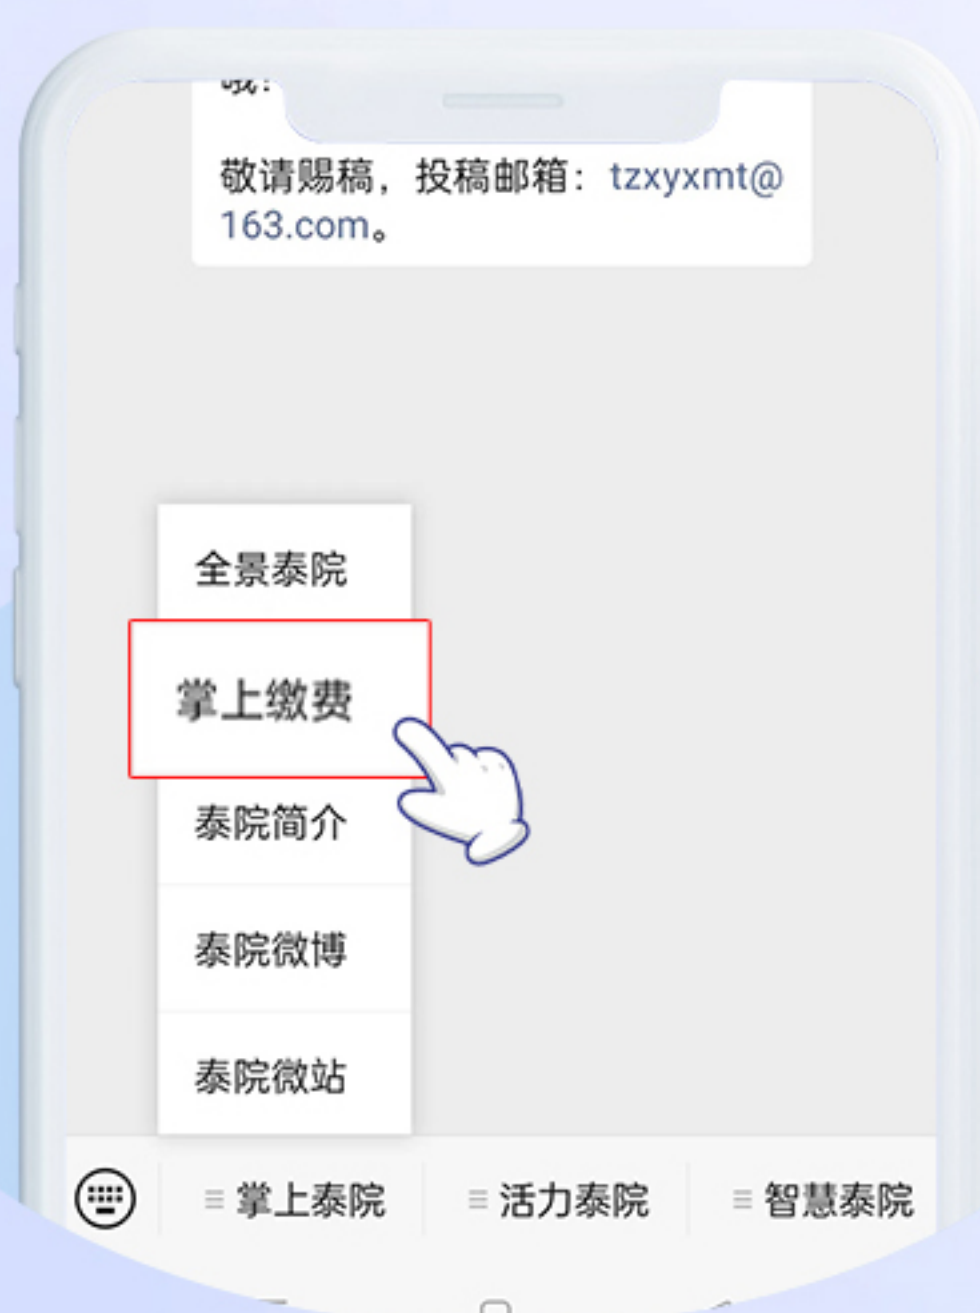 哦！
敬请赐稿，投稿邮箱：tzxyxmt@
163.com。
全景泰院
掌上缴费
泰院简介
泰院微博
泰院微站
掌上泰院
活力泰院
智慧泰院